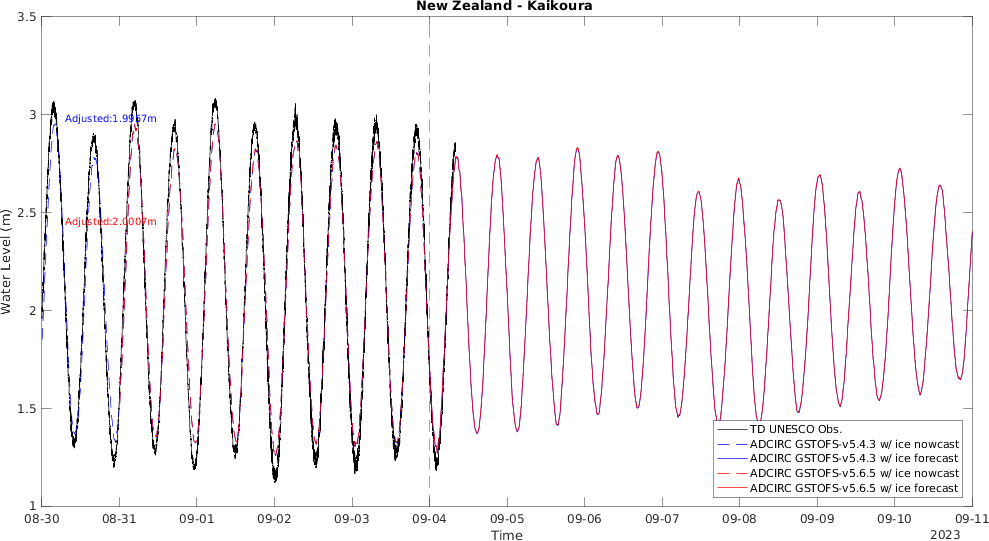 New Zealand - Kaikoura
3.5
3
2.5
2
1.5
1
Water Level (m)
Adjusted:1.9957m
Adjusted:2.0007m
TD UNESCO Obs.
ADCIRC GSTOFS-v5.4.3 w/ ice nowcast
ADCIRC GSTOFS-v5.4.3 w/ ice forecast
ADCIRC GSTOFS-v5.6.5 w/ ice nowcast
ADCIRC GSTOFS-v5.6.5 w/ ice forecast
08-30 08-31 09-01 09-02 09-03 09-04 09-05 09-06 09-07 09-08 09-09 09-10 09-11
Time
2023